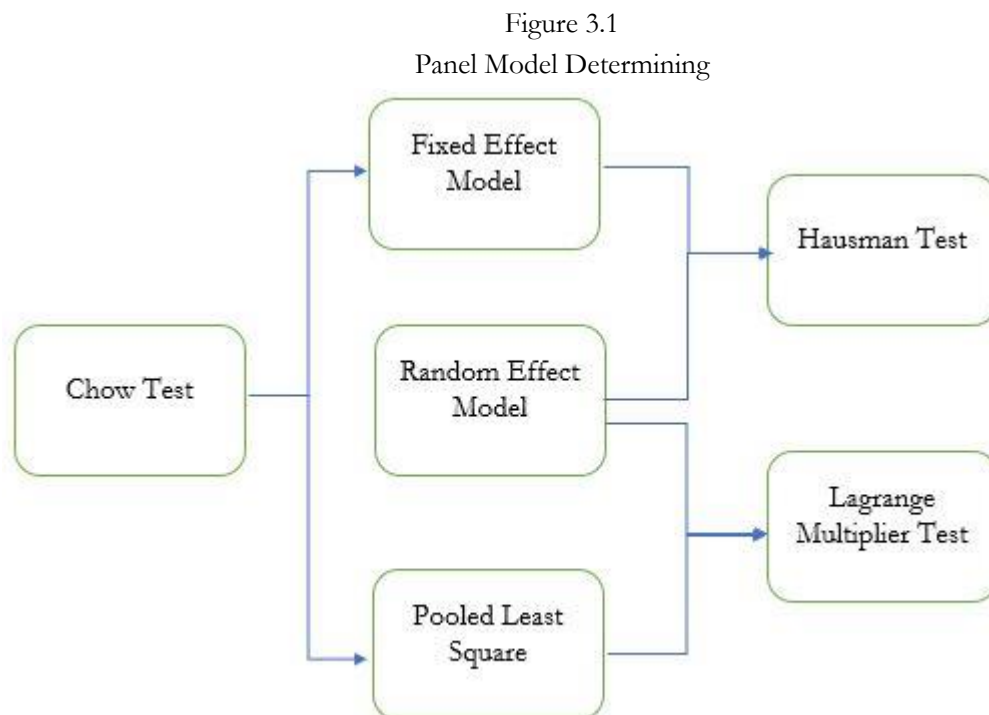 Figure 3.1
Panel Model Determining
Fixed Effect
Model
Hausman Test
Chow Test
Random Effect
Model
Lagrange
Multiplier Test
Pooled Least
Square